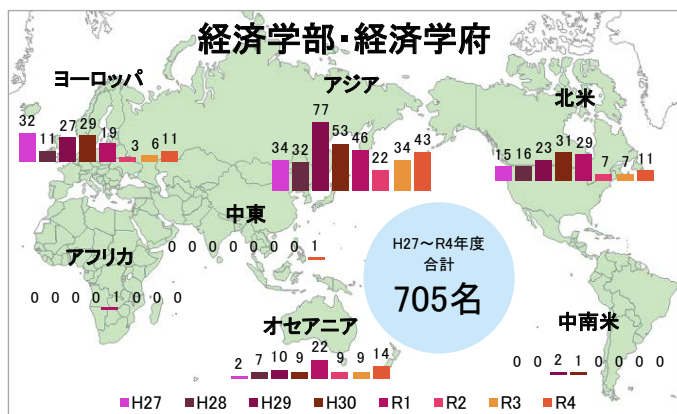 経済学部・経済学府
ヨーロッパ
32 11 27 29 19 3 6 11
アジア
34 32 77 53 46 22 34 43
北米
15 16 23 31 29 7 7 11
中東
0 0 0 0 0 0 0 1
アフリカ
0 0 0 0 1 0 0 0
H27～R4年度
合計
705名
オセアニア
2 7 10 9 22 9 9 14
中南米
0 0 2 1 0 0 0 0
H27 H28 H29 H30 R1 R2 R3 R4